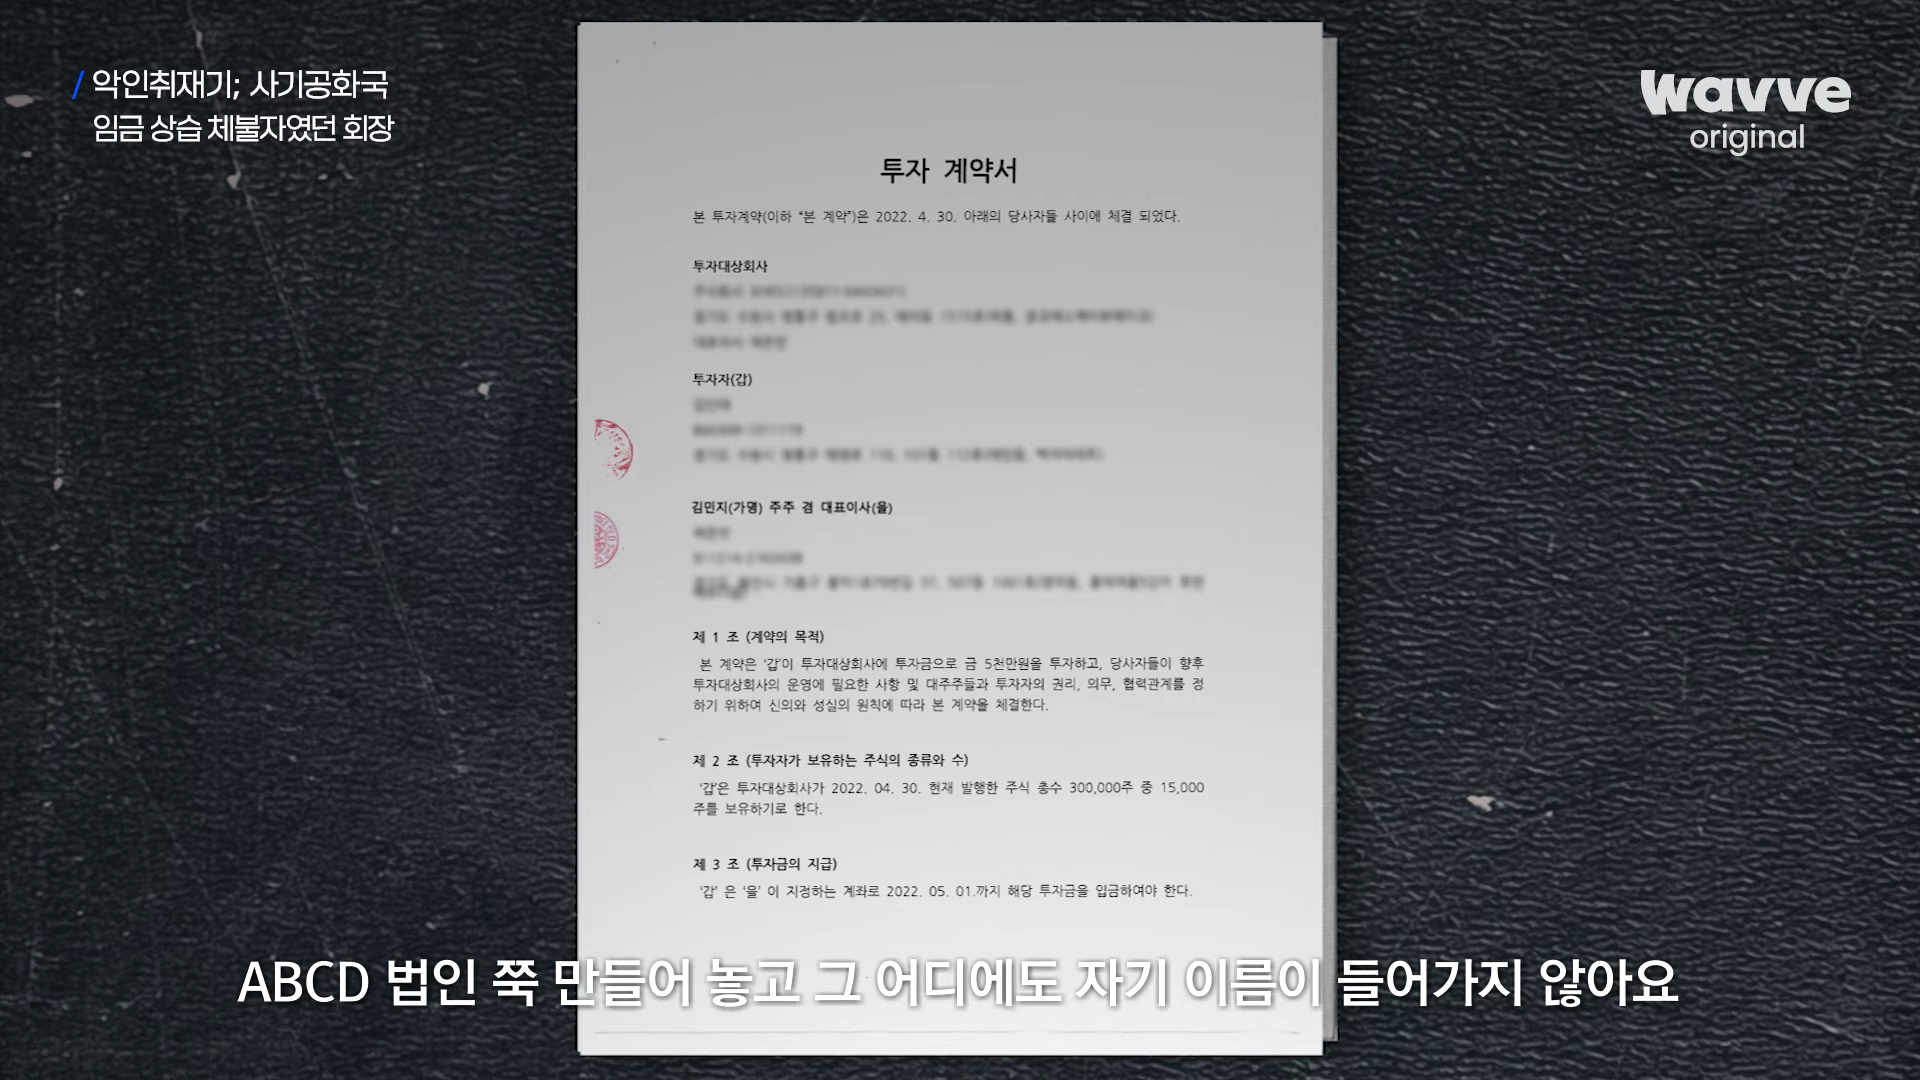 / 악인취재기; 사기공화국
임금 상습 체불자였던 회장
wavve
original
투자 계약서
본 투자계약(이하 "본 계약")은 2022. 4. 30. 아래의 당사자들 사이에 체결 되었다.
투자대상회사
투자자(갑)
김민지(가명) 주주 겸 대표이사(을)
제 1 조 (계약의 목적)
본 계약은 '갑'이 투자대상회사에 투자금으로 금 5천만원을 투자하고, 당사자들이 향후
투자대상회사의 운영에 필요한 사항 및 대주주들과 투자자의 권리, 의무, 협력관계를 정
하기 위하여 신의와 성실의 원칙에 따라 본 계약을 체결한다.
제 2 조 (투자자가 보유하는 주식의 종류와 수)
'갑'은 투자대상회사가 2022. 04. 30. 현재 발행한 주식 총수 300,000주 중 15,000
주를 보유하기로 한다.
제 3 조 (투자금의 지급)
'갑' 은 '을' 이 지정하는 계좌로 2022. 05. 01.까지 해당 투자금을 입금하여야 한다.
ABCD 법인 쭉 만들어 놓고 그 어디에도 자기 이름이 들어가지 않아요